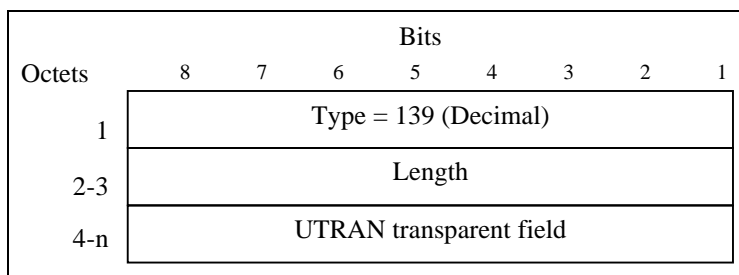 Bits
Octets 8 7 6 5 4 3 2 1
1 Type = 139 (Decimal)
2-3 Length
4-n UTRAN transparent field